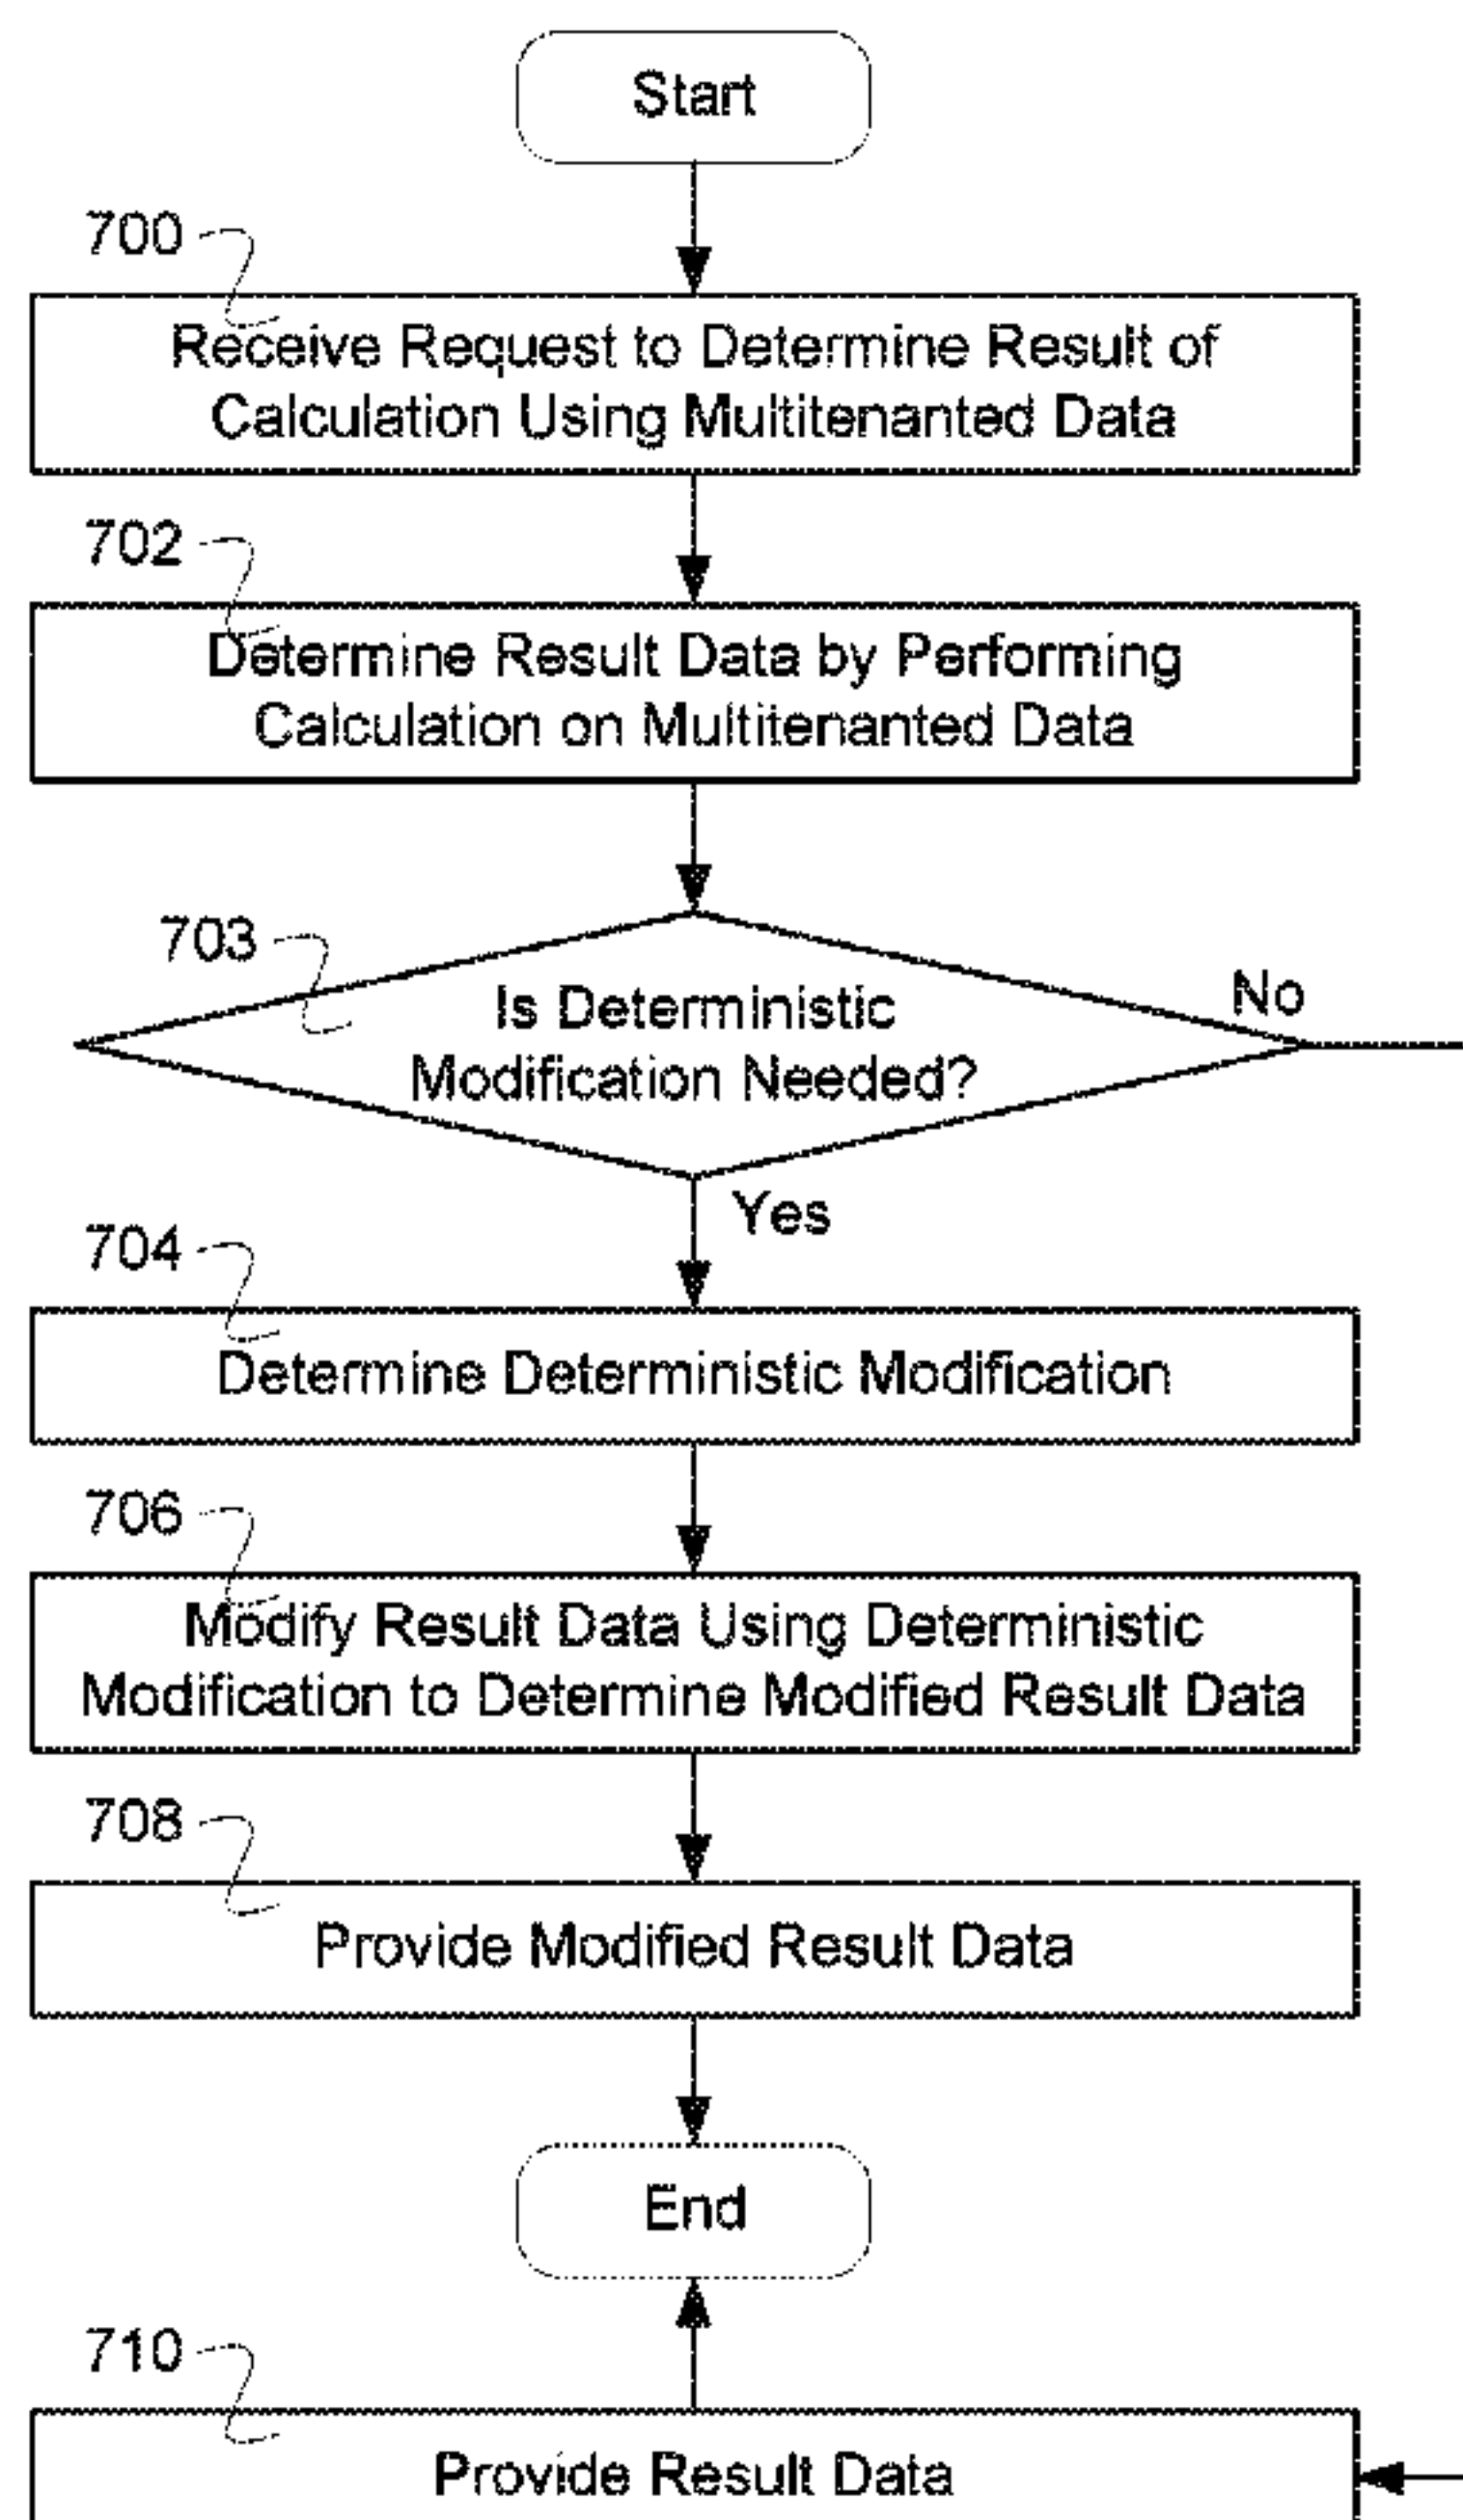 Start
700
Receive Request to Determine Result of
Calculation Using Multitenanted Data
702
Determine Result Data by Performing
Calculation on Multitenanted Data
703
Is Deterministic
Modification Needed?
No
Yes
704
Determine Deterministic Modification
706
Modify Result Data Using Deterministic
Modification to Determine Modified Result Data
708
Provide Modified Result Data
End
710
Provide Result Data